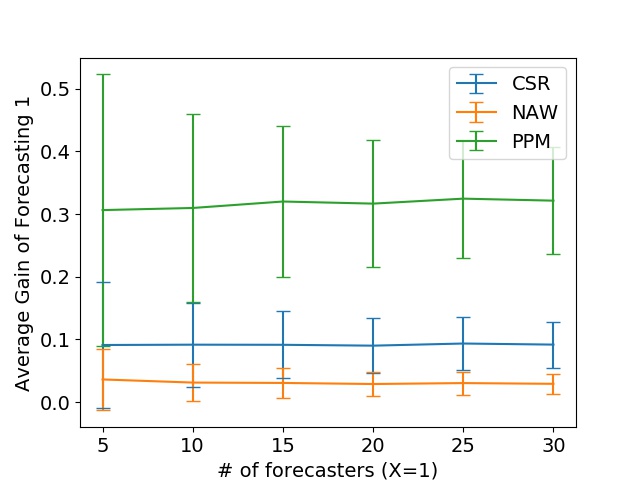 Average Gain of Forecasting 1
0.5
0.4
0.3
0.2
0.1
0.0
CSR
NAW
PPM
5 10 15 20 25 30
# of forecasters (X=1)